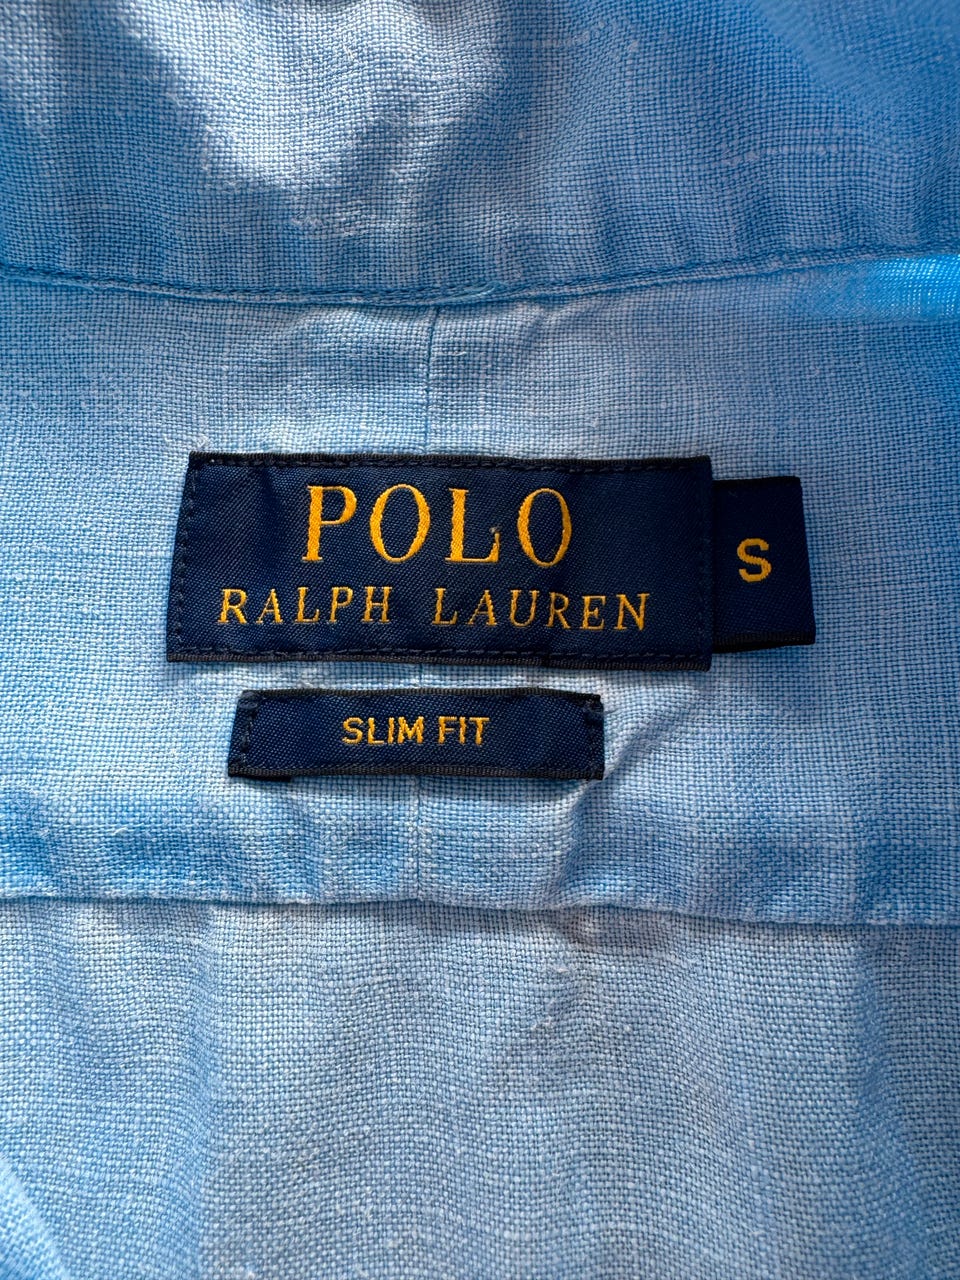 POLO
RALPH LAUREN
S
SLIM FIT